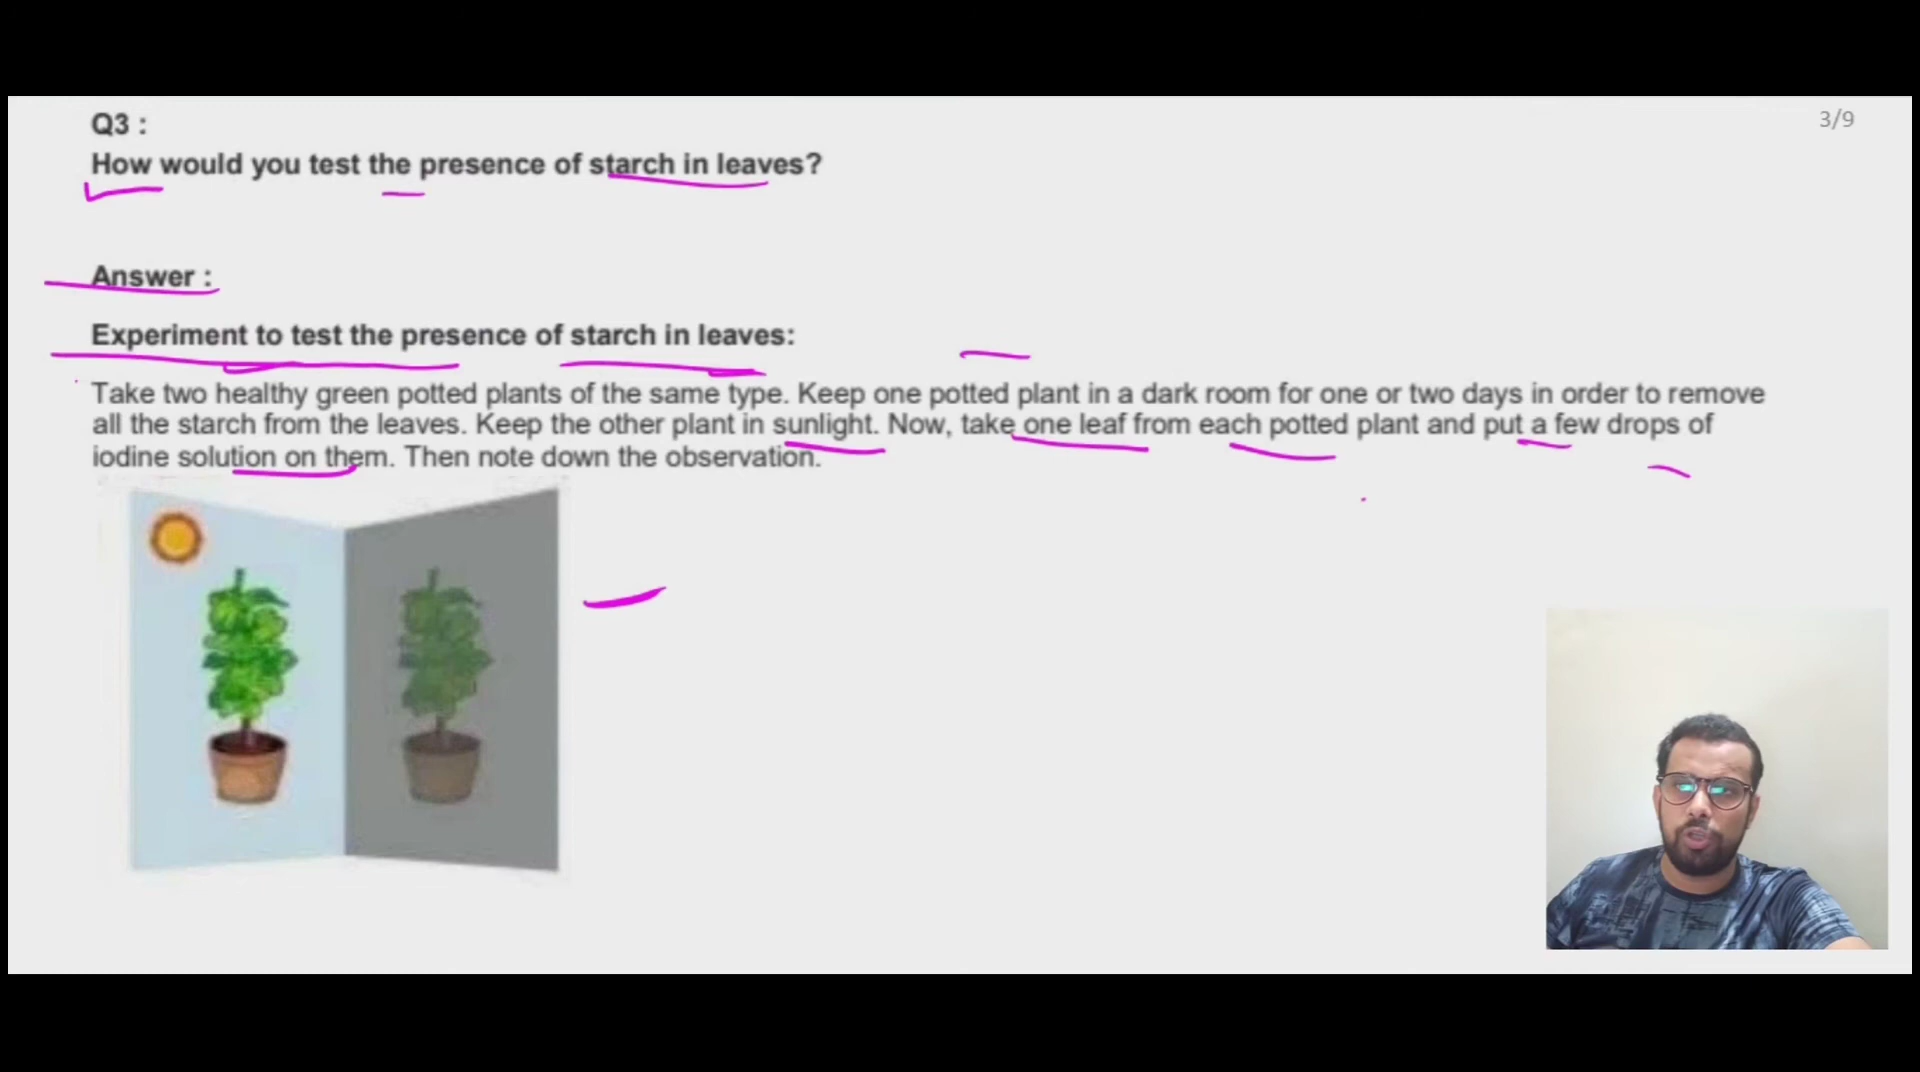 3/9
Q3 :
How would you test the presence of starch in leaves?
Answer :
Experiment to test the presence of starch in leaves:
Take two healthy green potted plants of the same type. Keep one potted plant in a dark room for one or two days in order to remove
all the starch from the leaves. Keep the other plant in sunlight. Now, take one leaf from each potted plant and put a few drops of
iodine solution on them. Then note down the observation.